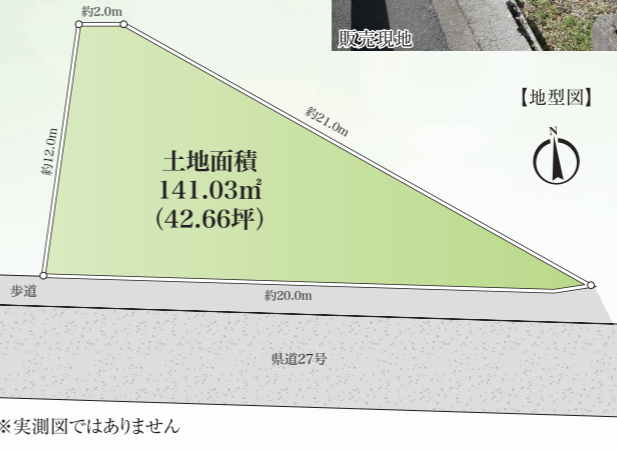 約2.0m
販売現地
【地型図】
約21.0m
N
約12.0m
土地面積
141.03㎡
(42.66坪)
歩道
約20.0m
県道27号
※実測図ではありません